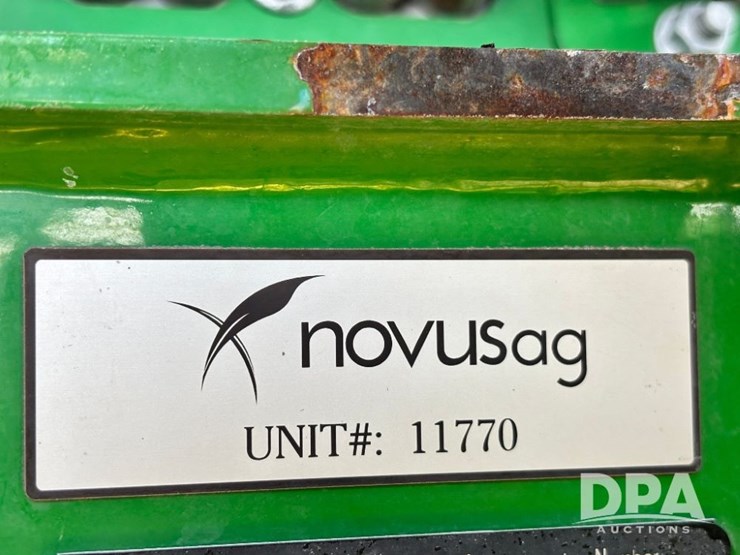 novusag
UNIT#: 11770
DPA
AUCTIONS